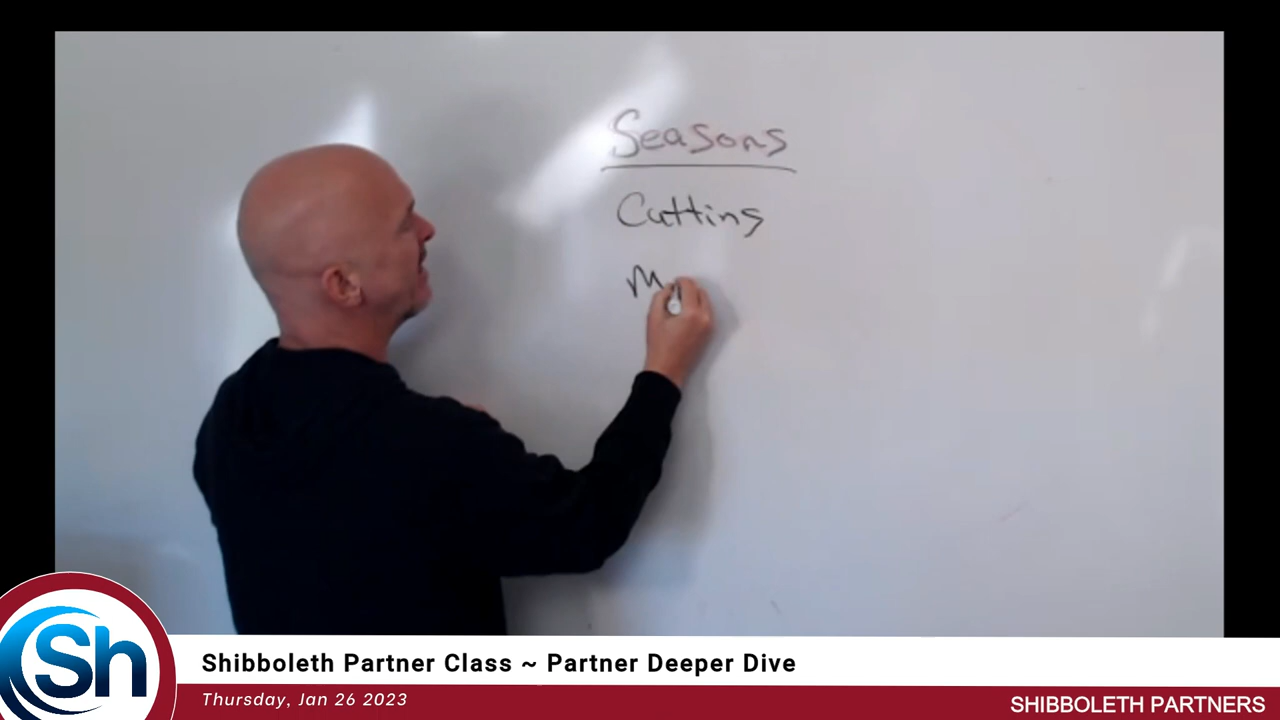 Seasons
Cutting
M
Sh
Shibboleth Partner Class ~ Partner Deeper Dive
Thursday, Jan 26 2023
SHIBBOLETH PARTNERS